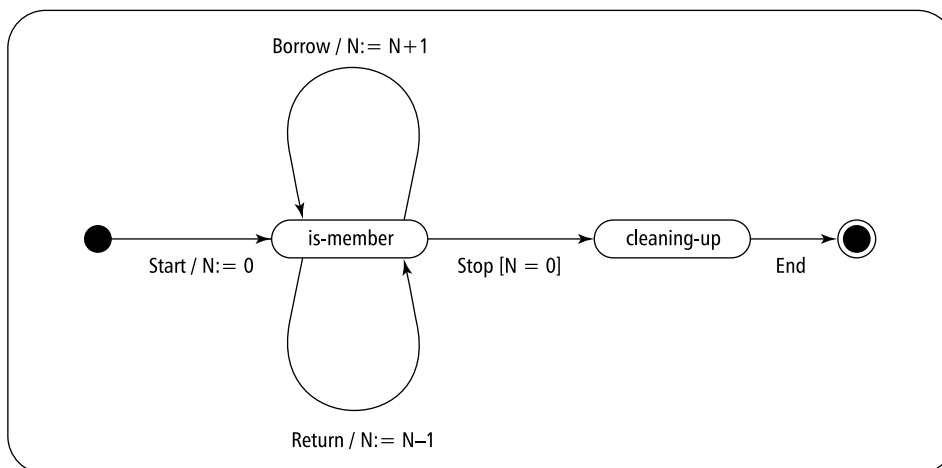 Borrow / N:= N+1
is-member
cleaning-up
Start / N:= 0
Stop [N = 0]
End
Return / N:= N–1